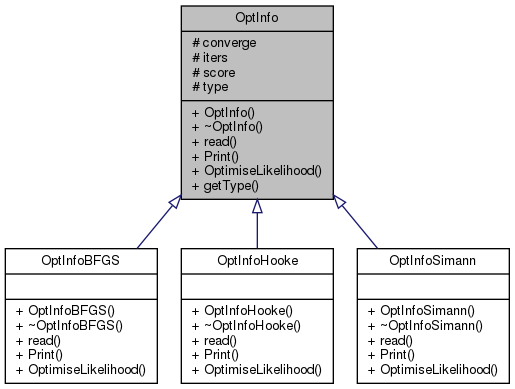 OptInfo
# converge
# iters
# score
# type
+ OptInfo()
+ ~OptInfo()
+ read()
+ Print()
+ OptimiseLikelihood()
+ getType()
OptInfoBFGS
+ OptInfoBFGS()
+ ~OptInfoBFGS()
+ read()
+ Print()
+ OptimiseLikelihood()
OptInfoHooke
+ OptInfoHooke()
+ ~OptInfoHooke()
+ read()
+ Print()
+ OptimiseLikelihood()
OptInfoSimann
+ OptInfoSimann()
+ ~OptInfoSimann()
+ read()
+ Print()
+ OptimiseLikelihood()